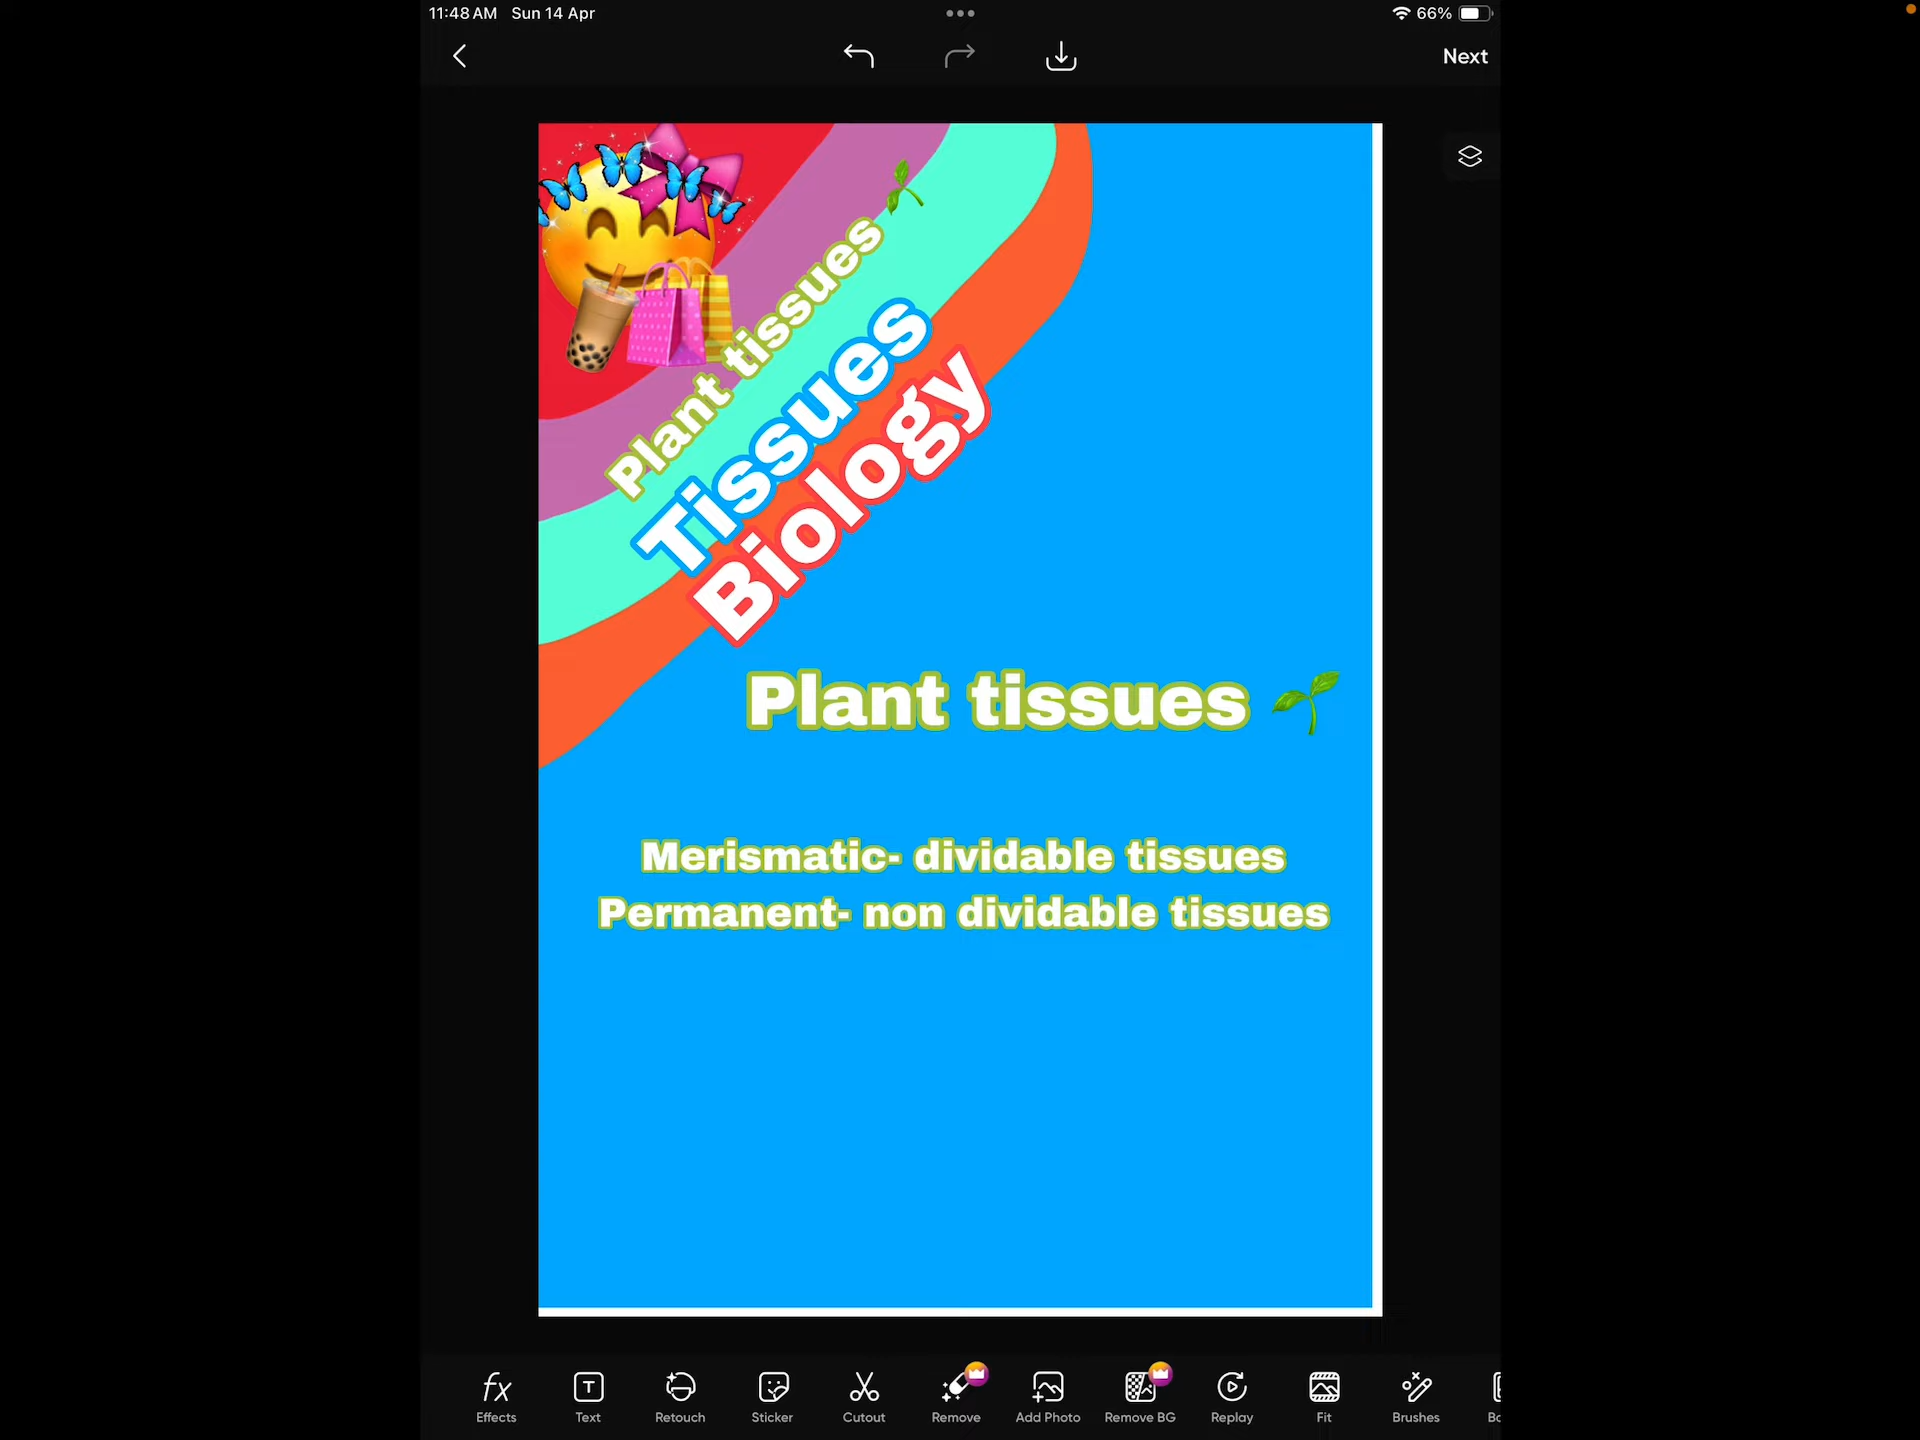 11:48 AM Sun 14 Apr
66%
Next
Plant tissues
Tissues
Biology
Plant tissues
Merismatic- dividable tissues
Permanent- non dividable tissues
Effects Text Retouch Sticker Cutout Remove Add Photo Remove BG Replay Fit Brushes